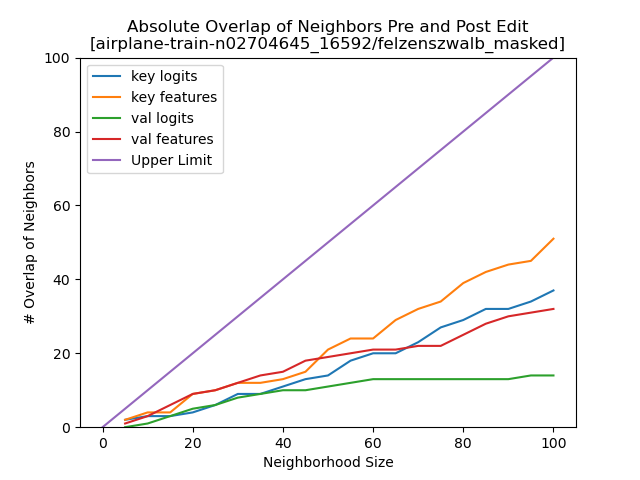 Absolute Overlap of Neighbors Pre and Post Edit
[airplane-train-n02704645_16592/felzenszwalb_masked]
key logits
key features
val logits
val features
Upper Limit
# Overlap of Neighbors
100
80
60
40
20
0
0 20 40 60 80 100
Neighborhood Size